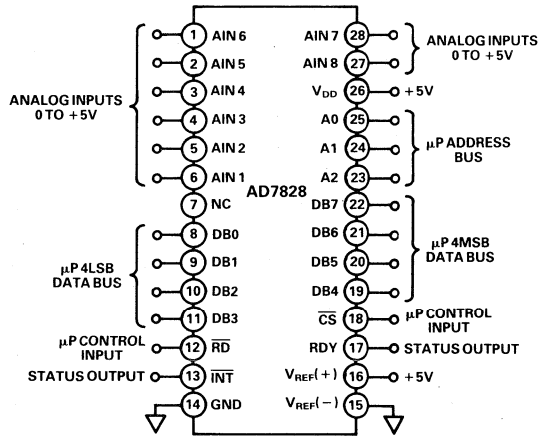 1 AIN 6
2 AIN 5
3 AIN 4
4 AIN 3
5 AIN 2
6 AIN 1
7 NC
8 DB0
9 DB1
10 DB2
11 DB3
12 R̅D̅
13 I̅N̅T̅
14 GND
ANALOG INPUTS
0 TO +5V
μP 4LSB
DATA BUS
μP CONTROL
INPUT
STATUS OUTPUT
AD7828
AIN 7 28
AIN 8 27
VDD 26 +5V
A0 25
A1 24
A2 23
DB7 22
DB6 21
DB5 20
DB4 19
C̅S̅ 18
RDY 17 STATUS OUTPUT
VREF(+) 16 +5V
VREF(−) 15
ANALOG INPUTS
0 TO +5V
μP ADDRESS
BUS
μP 4MSB
DATA BUS
μP CONTROL
INPUT